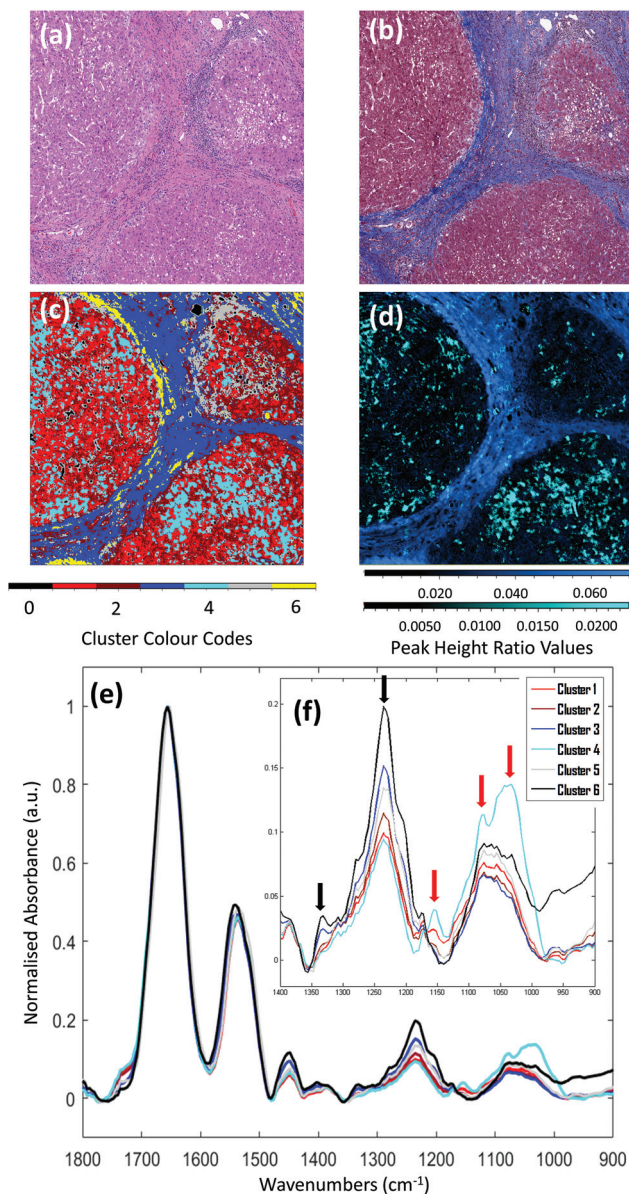 (a)
(b)
(c)
(d)
0 2 4 6
Cluster Colour Codes
0.020 0.040 0.060
0.0050 0.0100 0.0150 0.0200
Peak Height Ratio Values
(e)
(f)
Cluster 1
Cluster 2
Cluster 3
Cluster 4
Cluster 5
Cluster 6
0.2
0.15
0.1
0.05
0
1400 1350 1300 1250 1200 1150 1100 1050 1000 950 900
Normalised Absorbance (a.u.)
1
0.8
0.6
0.4
0.2
0
1800 1700 1600 1500 1400 1300 1200 1100 1000 900
Wavenumbers (cm⁻¹)